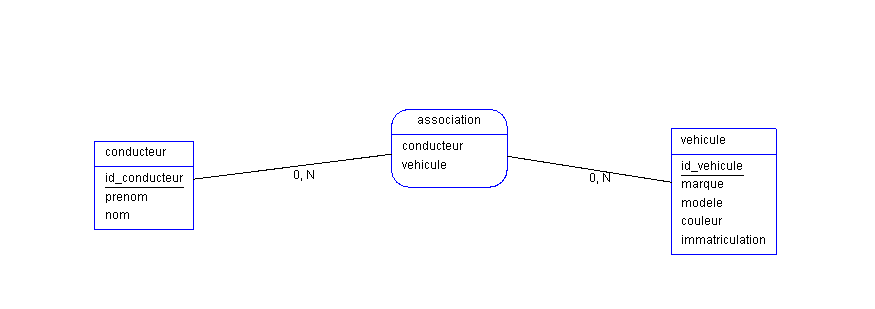 conducteur
id_conducteur
prenom
nom
0, N
association
conducteur
vehicule
0, N
vehicule
id_vehicule
marque
modele
couleur
immatriculation